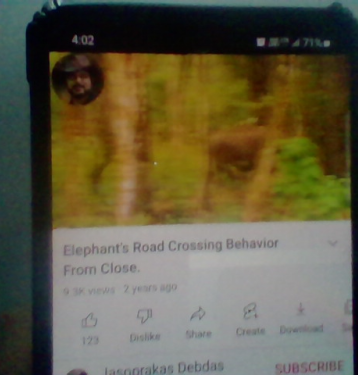 4:02
71%
Elephant's Road Crossing Behavior
From Close.
9.3K views 2 years ago
123 Dislike Share Create Download
Jasoprakas Debdas SUBSCRIBE